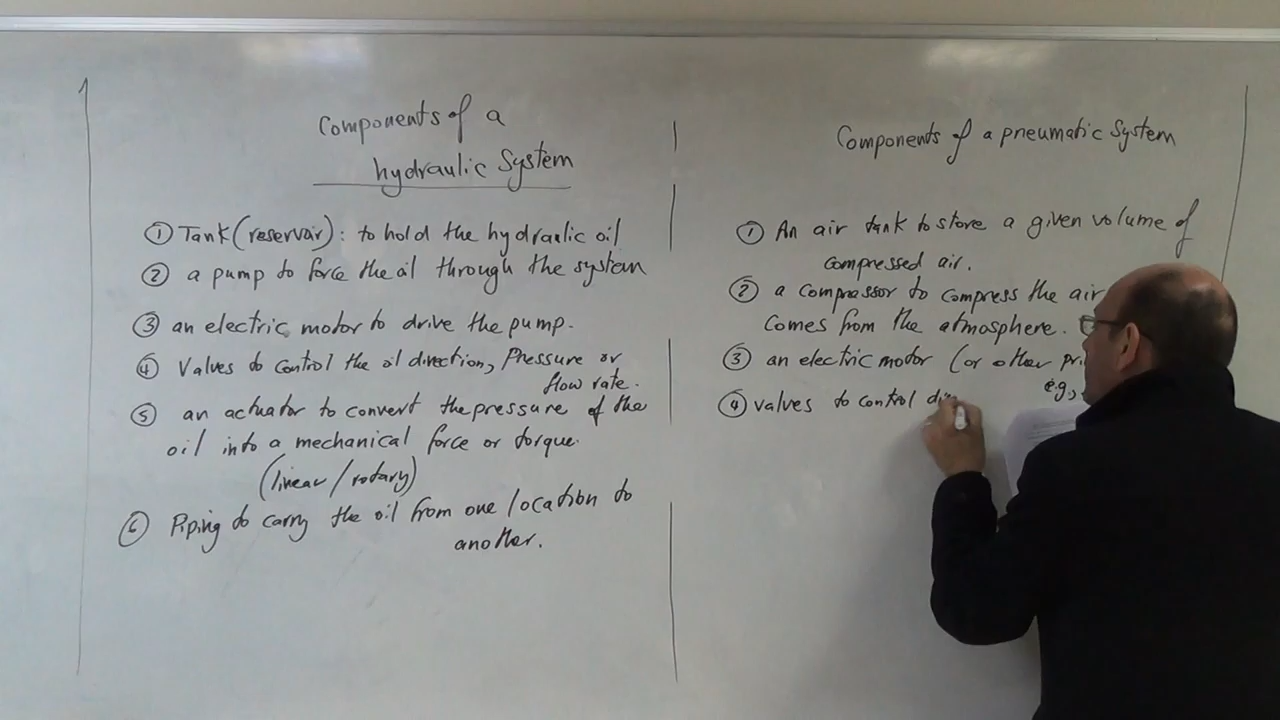 Components of a
hydraulic System
① Tank (reservoir): to hold the hydraulic oil
② a pump to force the oil through the system
③ an electric motor to drive the pump.
④ Valves to control the oil direction, Pressure or
flow rate.
⑤ an actuator to convert the pressure of the
oil into a mechanical force or torque.
(linear / rotary)
⑥ Piping to carry the oil from one location to
another.
Components of a pneumatic System
① An air tank to store a given volume of
compressed air.
② a compressor to compress the air
comes from the atmosphere.
③ an electric motor (or other
e.g.,
④ valves to control